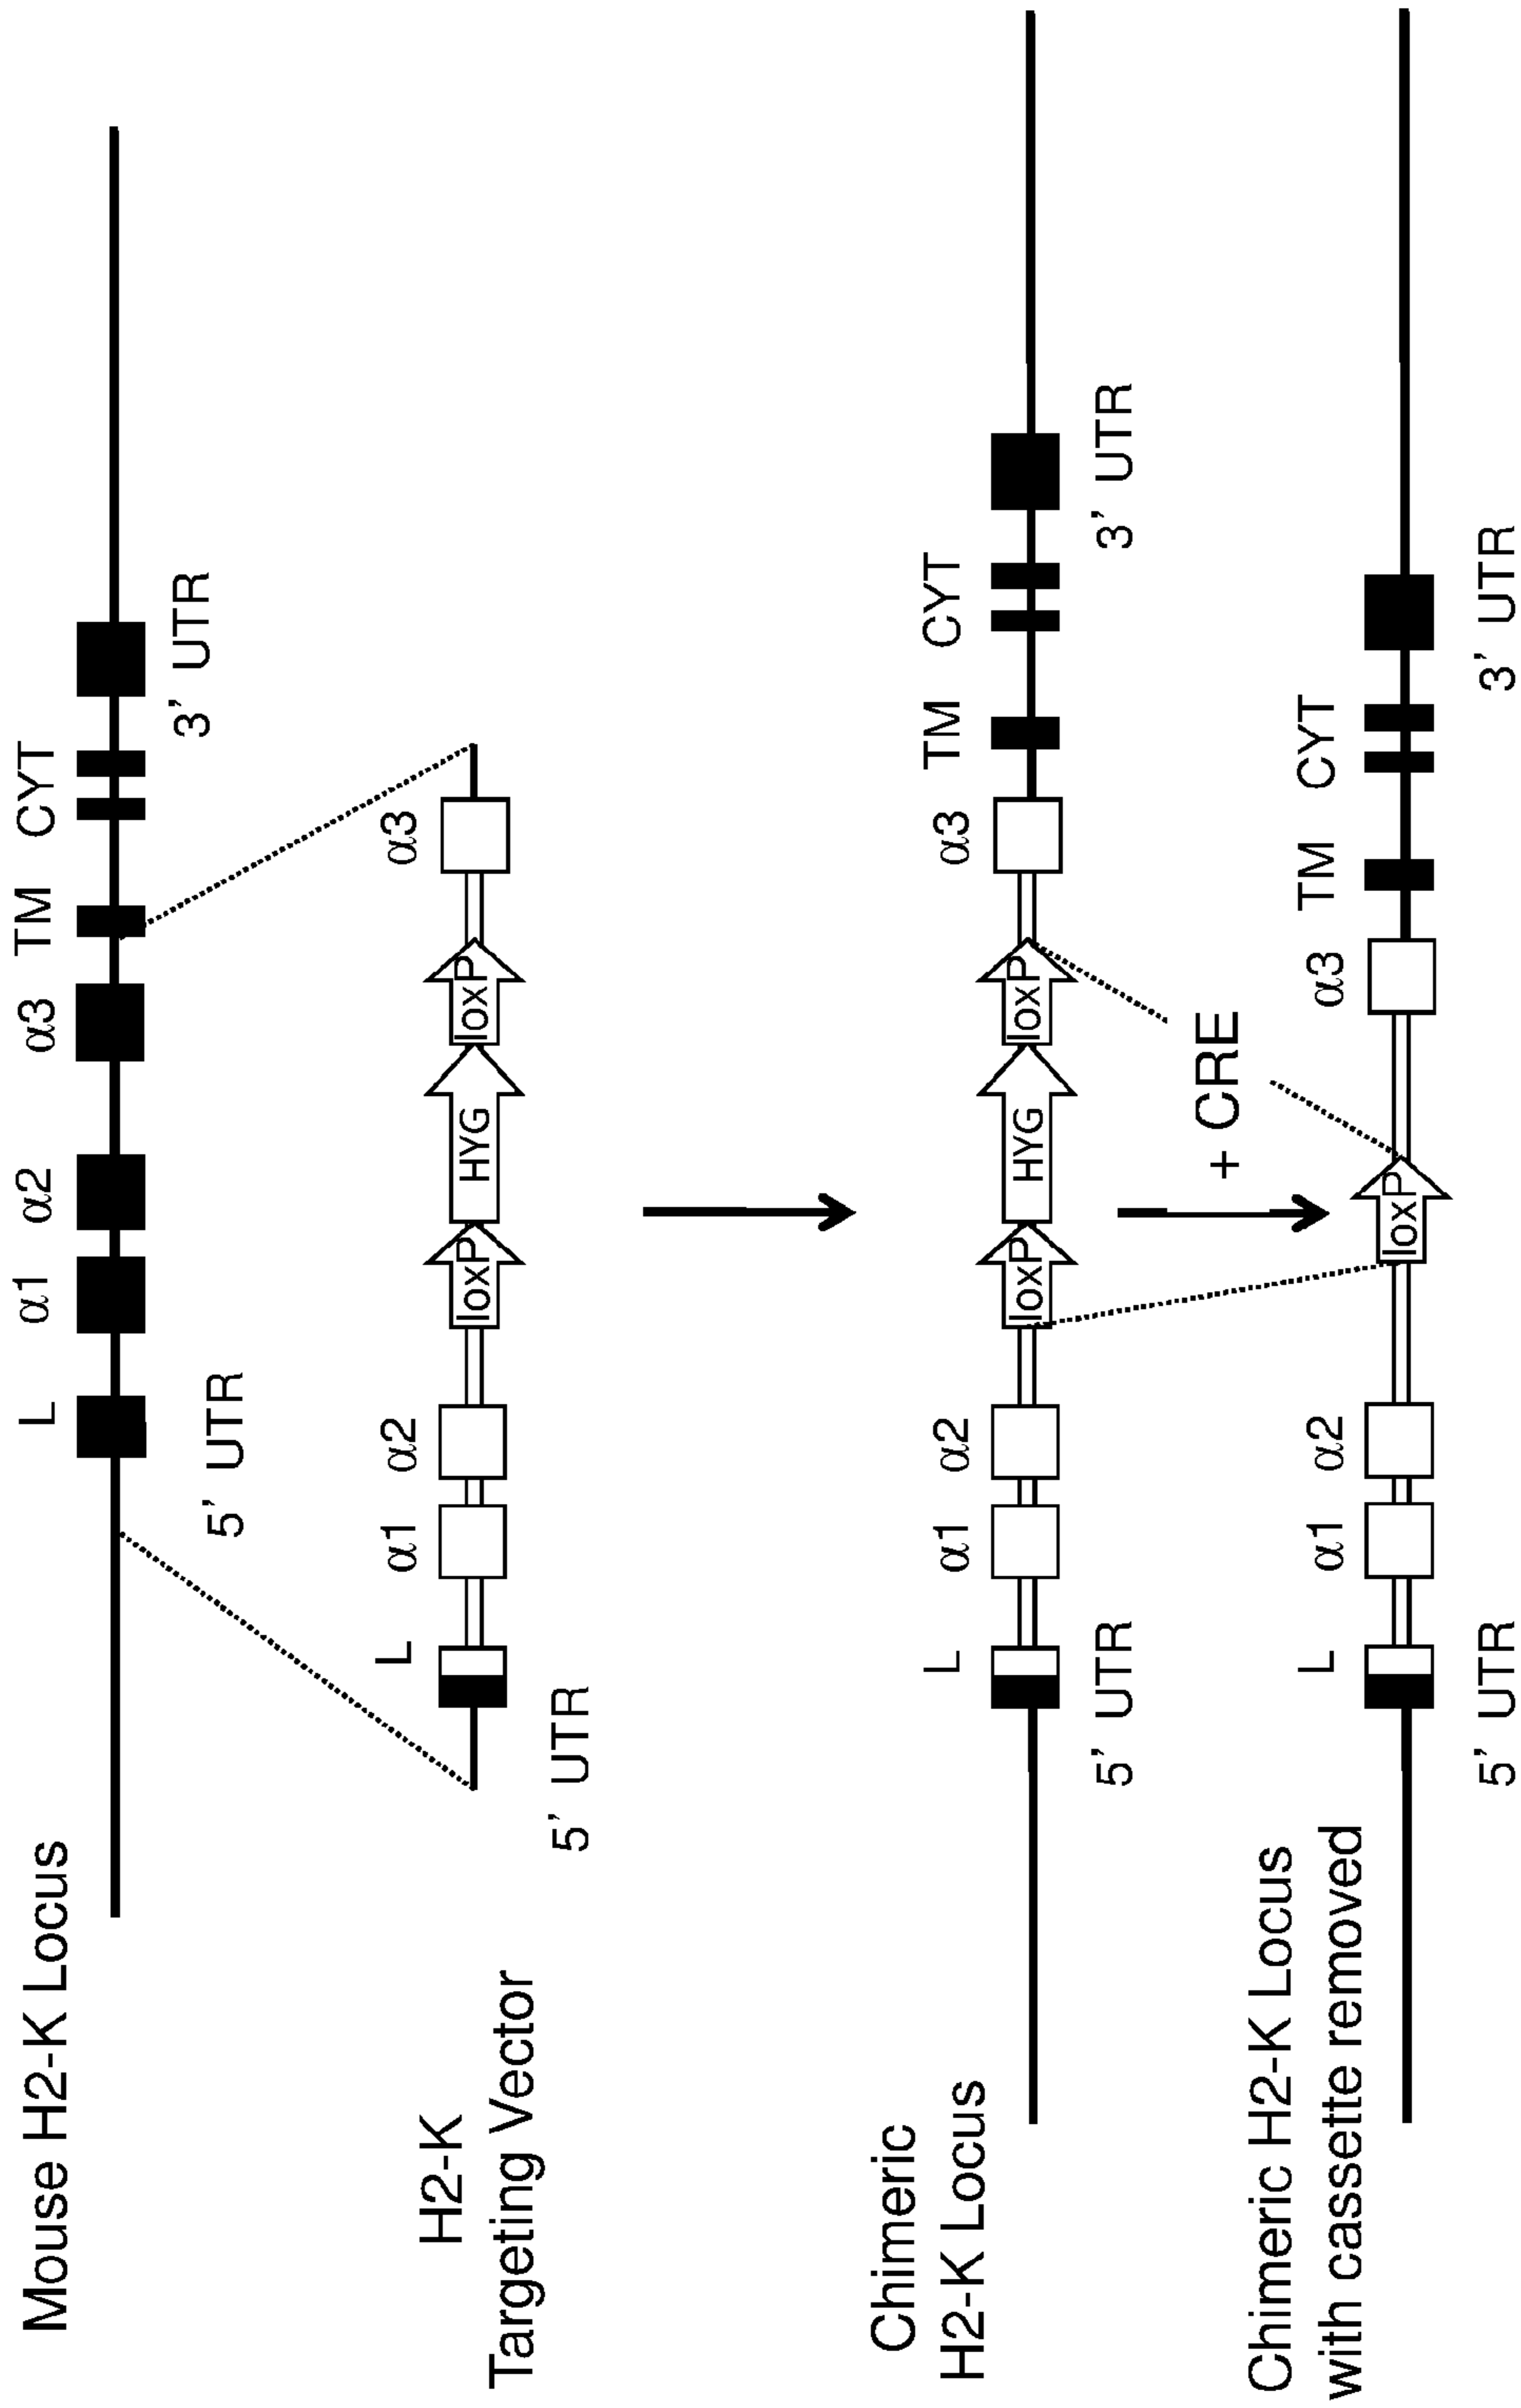 Mouse H2-K Locus
L α1 α2 α3 TM CYT
5’ UTR 3’ UTR
H2-K
Targeting Vector
L α1 α2 α3
loxP HYG loxP
5’ UTR
Chimeric
H2-K Locus
L α1 α2 α3 TM CYT
loxP HYG loxP
5’ UTR 3’ UTR
+ CRE
Chimeric H2-K Locus
with cassette removed
L α1 α2 α3 TM CYT
loxP
5’ UTR 3’ UTR